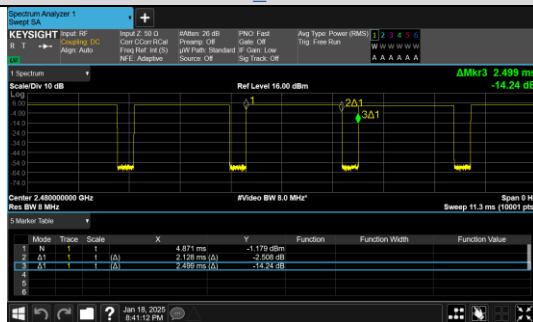 Spectrum Analyzer 1
Swept SA
KEYSIGHT Input: RF Input Z: 50 Ω #Atten: 26 dB PNO: Fast Avg Type: Power (RMS) 1 2 3 4 5 6
R T Coupling: DC Corr CCorr RCal Preamp: Off Gate: Off Trig: Free Run
Align: Auto Freq Ref: Int (S) µW Path: Standard IF Gain: Low W W W W W W
NFE: Adaptive Source: Off Sig Track: Off A A A A A A
1 Spectrum ΔMkr3 2.499 ms
Scale/Div 10 dB Ref Level 16.00 dBm -14.24 dB
Log
6.00
-4.00
-14.0
-24.0
-34.0
-44.0
-54.0
-64.0
-74.0
1
2Δ1
3Δ1
Center 2.480000000 GHz #Video BW 8.0 MHz* Span 0 Hz
Res BW 8 MHz Sweep 11.3 ms (10001 pts
5 Marker Table
Mode Trace Scale X Y Function Function Width Function Value
1 N 1 t 4.871 ms -1.179 dBm
2 Δ1 1 t (Δ) 2.128 ms (Δ) -2.508 dB
3 Δ1 1 t (Δ) 2.499 ms (Δ) -14.24 dB
4
5
6
? Jan 18, 2025
8:41:12 PM